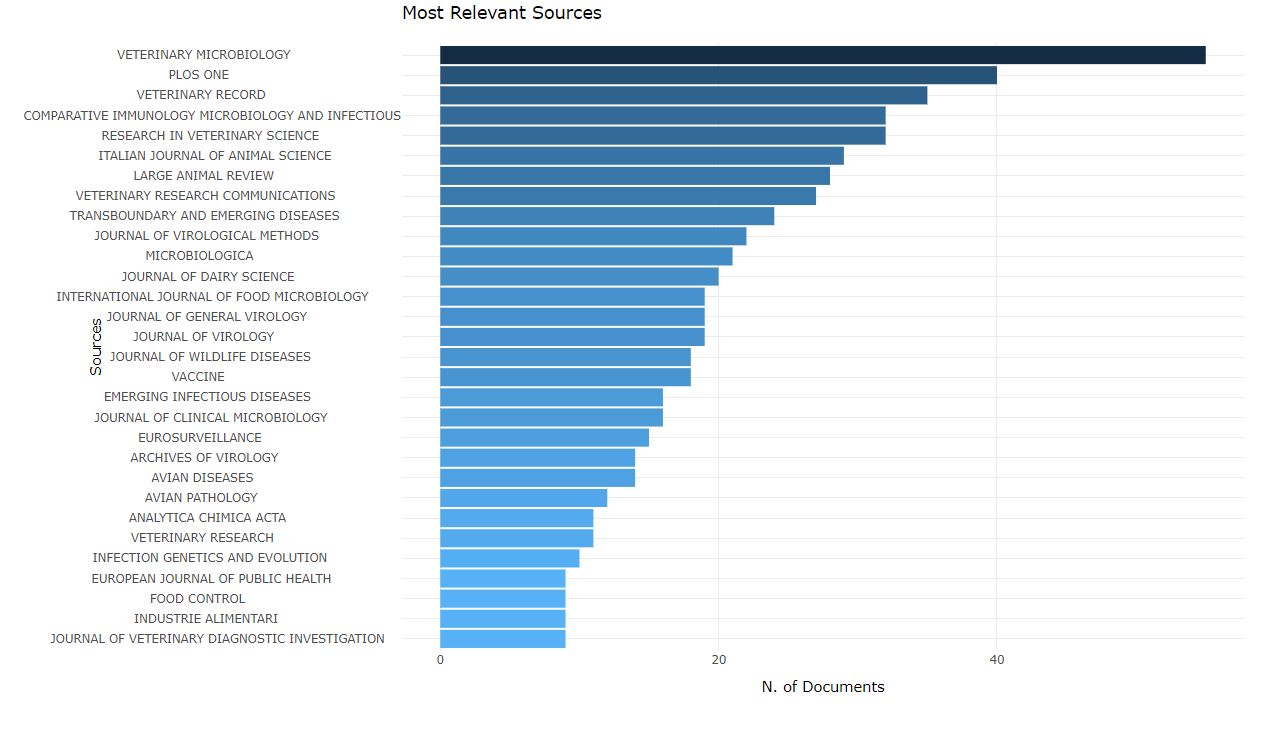 Most Relevant Sources
VETERINARY MICROBIOLOGY
PLOS ONE
VETERINARY RECORD
COMPARATIVE IMMUNOLOGY MICROBIOLOGY AND INFECTIOUS
RESEARCH IN VETERINARY SCIENCE
ITALIAN JOURNAL OF ANIMAL SCIENCE
LARGE ANIMAL REVIEW
VETERINARY RESEARCH COMMUNICATIONS
TRANSBOUNDARY AND EMERGING DISEASES
JOURNAL OF VIROLOGICAL METHODS
MICROBIOLOGICA
JOURNAL OF DAIRY SCIENCE
INTERNATIONAL JOURNAL OF FOOD MICROBIOLOGY
JOURNAL OF GENERAL VIROLOGY
JOURNAL OF VIROLOGY
JOURNAL OF WILDLIFE DISEASES
VACCINE
EMERGING INFECTIOUS DISEASES
JOURNAL OF CLINICAL MICROBIOLOGY
EUROSURVEILLANCE
ARCHIVES OF VIROLOGY
AVIAN DISEASES
AVIAN PATHOLOGY
ANALYTICA CHIMICA ACTA
VETERINARY RESEARCH
INFECTION GENETICS AND EVOLUTION
EUROPEAN JOURNAL OF PUBLIC HEALTH
FOOD CONTROL
INDUSTRIE ALIMENTARI
JOURNAL OF VETERINARY DIAGNOSTIC INVESTIGATION
Sources
0 20 40
N. of Documents